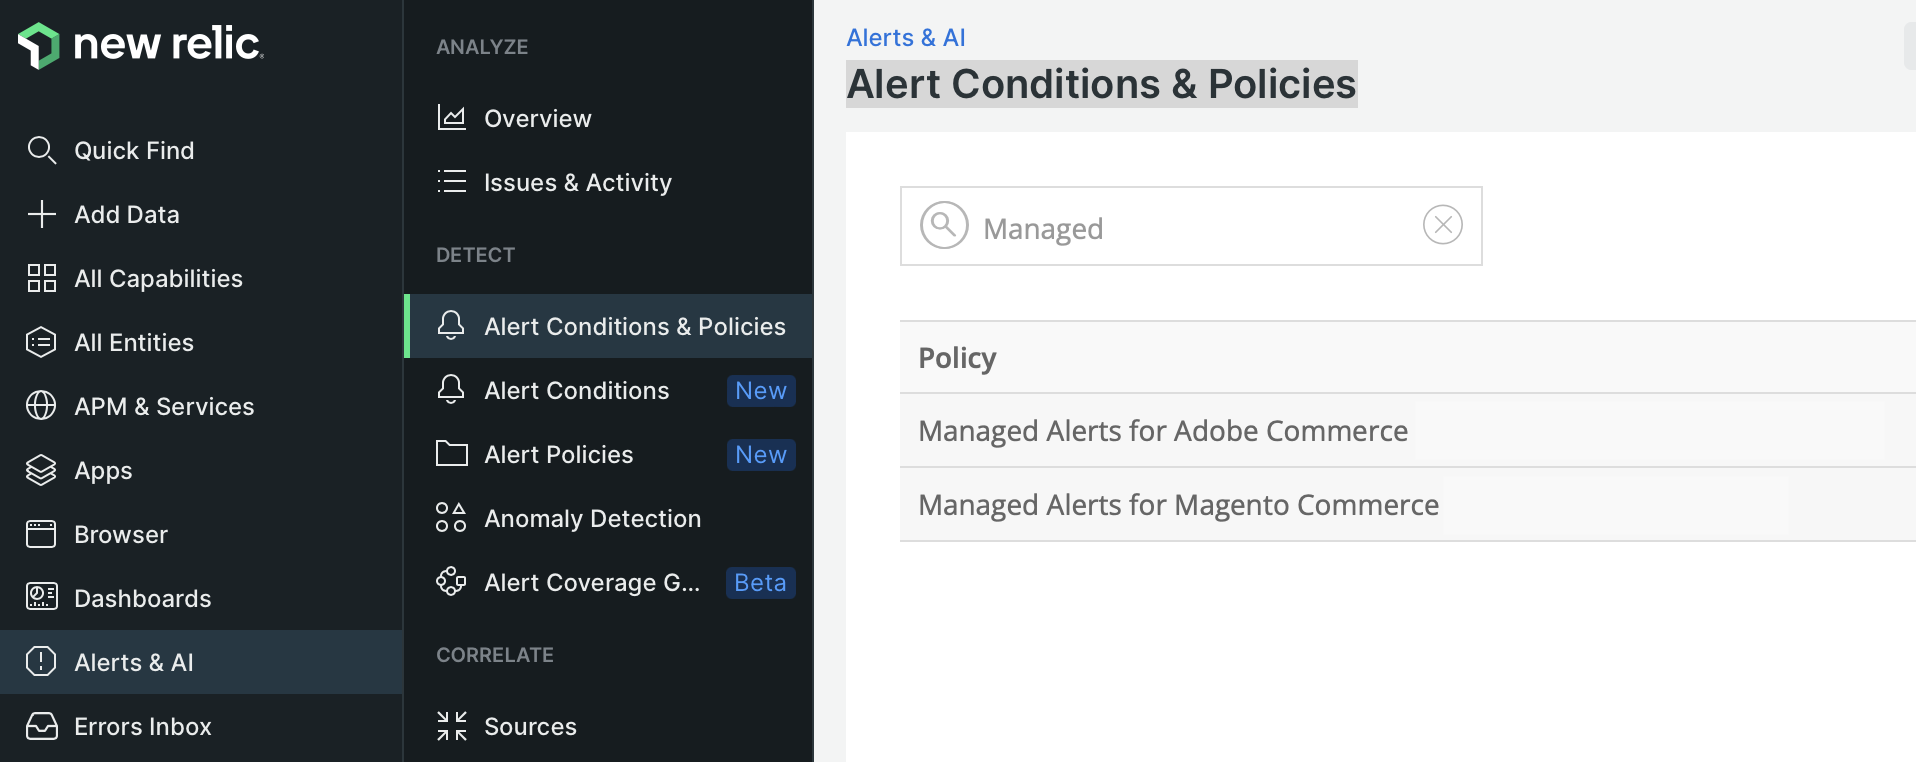 new relic.
Quick Find
Add Data
All Capabilities
All Entities
APM & Services
Apps
Browser
Dashboards
Alerts & AI
Errors Inbox
ANALYZE
Overview
Issues & Activity
DETECT
Alert Conditions & Policies
Alert Conditions New
Alert Policies New
Anomaly Detection
Alert Coverage G... Beta
CORRELATE
Sources
Alerts & AI
Alert Conditions & Policies
Managed
Policy
Managed Alerts for Adobe Commerce
Managed Alerts for Magento Commerce